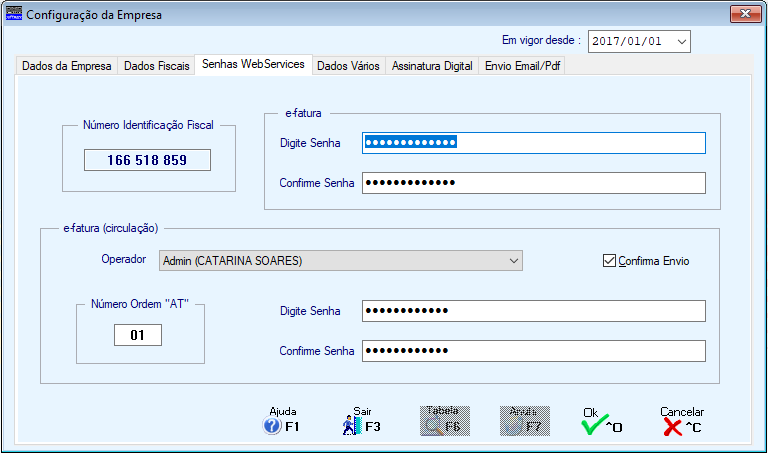 Configuração da Empresa
Em vigor desde : 2017/01/01
Dados da Empresa Dados Fiscais Senhas WebServices Dados Vários Assinatura Digital Envio Email/Pdf
Número Identificação Fiscal
166 518 859
e-fatura
Digite Senha ●●●●●●●●●●●●●
Confirme Senha ●●●●●●●●●●●●●
e-fatura (circulação)
Operador Admin (CATARINA SOARES) Confirma Envio
Número Ordem "AT"
01
Digite Senha ●●●●●●●●●●●●
Confirme Senha ●●●●●●●●●●●●
Ajuda F1
Sair F3
Tabela F6
Anula F7
Ok ^O
Cancelar ^C